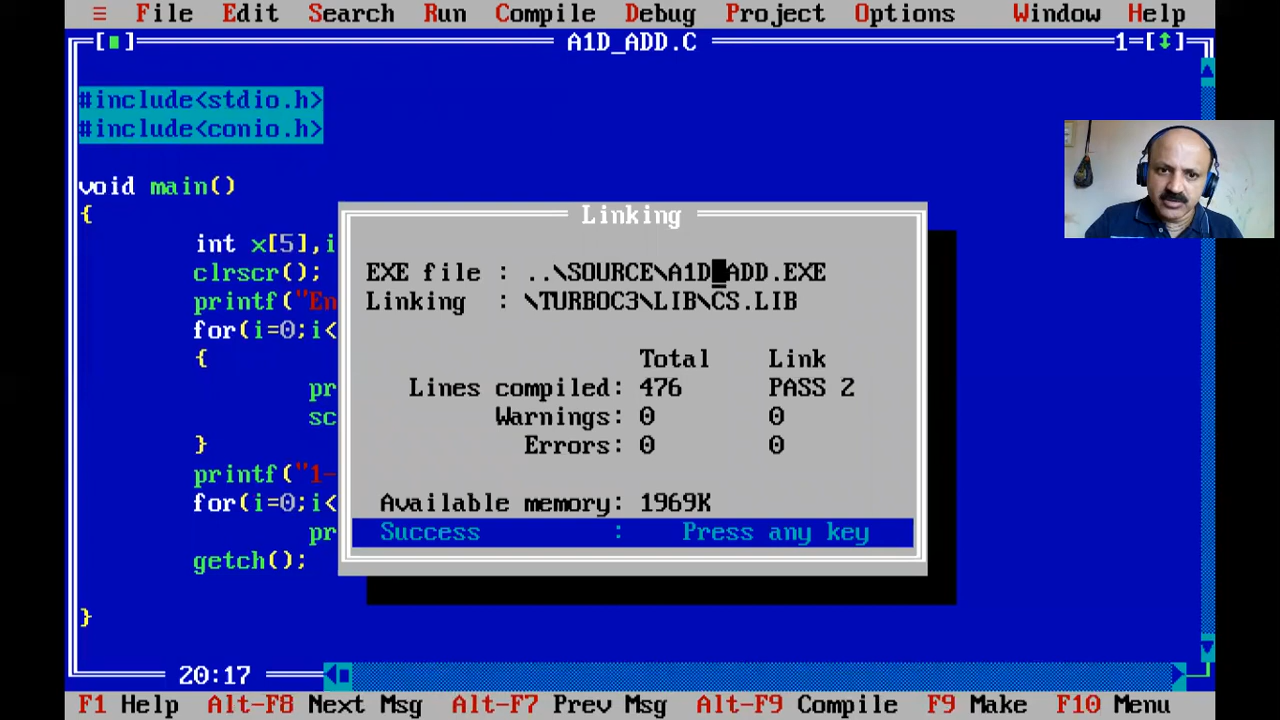 ≡ File Edit Search Run Compile Debug Project Options Window Help
[■] A1D_ADD.C 1=[↕]
#include<stdio.h>
#include<conio.h>
void main()
{
int x[5],i
clrscr();
printf("En
for(i=0;i<
{
pr
sc
}
printf("1-
for(i=0;i<
pr
getch();
}
Linking
EXE file : ..\SOURCE\A1D_ADD.EXE
Linking : \TURBOC3\LIB\CS.LIB
Total Link
Lines compiled: 476 PASS 2
Warnings: 0 0
Errors: 0 0
Available memory: 1969K
Success : Press any key
20:17
F1 Help Alt-F8 Next Msg Alt-F7 Prev Msg Alt-F9 Compile F9 Make F10 Menu